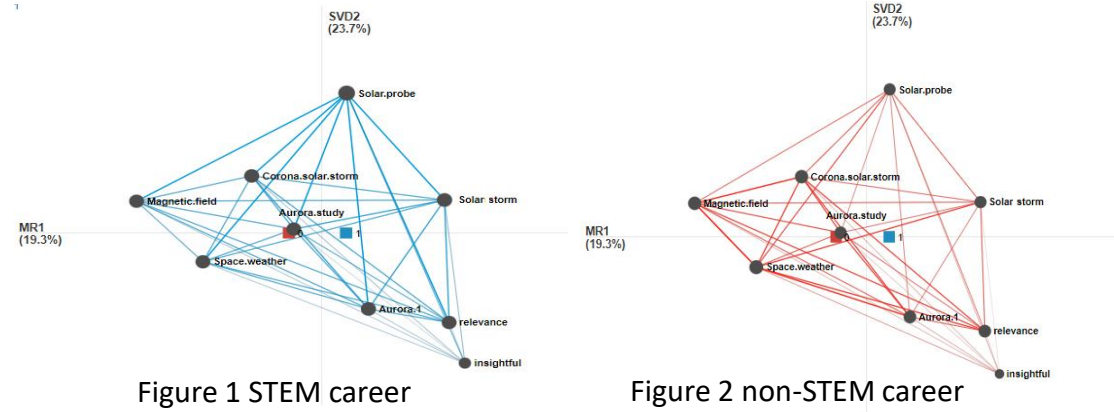 1
SVD2
(23.7%)
Solar.probe
Corona.solar.storm
Magnetic.field
Solar storm
Aurora.study
MR1
(19.3%)
0
1
Space.weather
Aurora.1
relevance
insightful
Figure 1 STEM career
SVD2
(23.7%)
Solar.probe
Corona.solar.storm
Magnetic.field
Solar storm
Aurora.study
MR1
(19.3%)
0
1
Space.weather
Aurora.1
relevance
insightful
Figure 2 non-STEM career